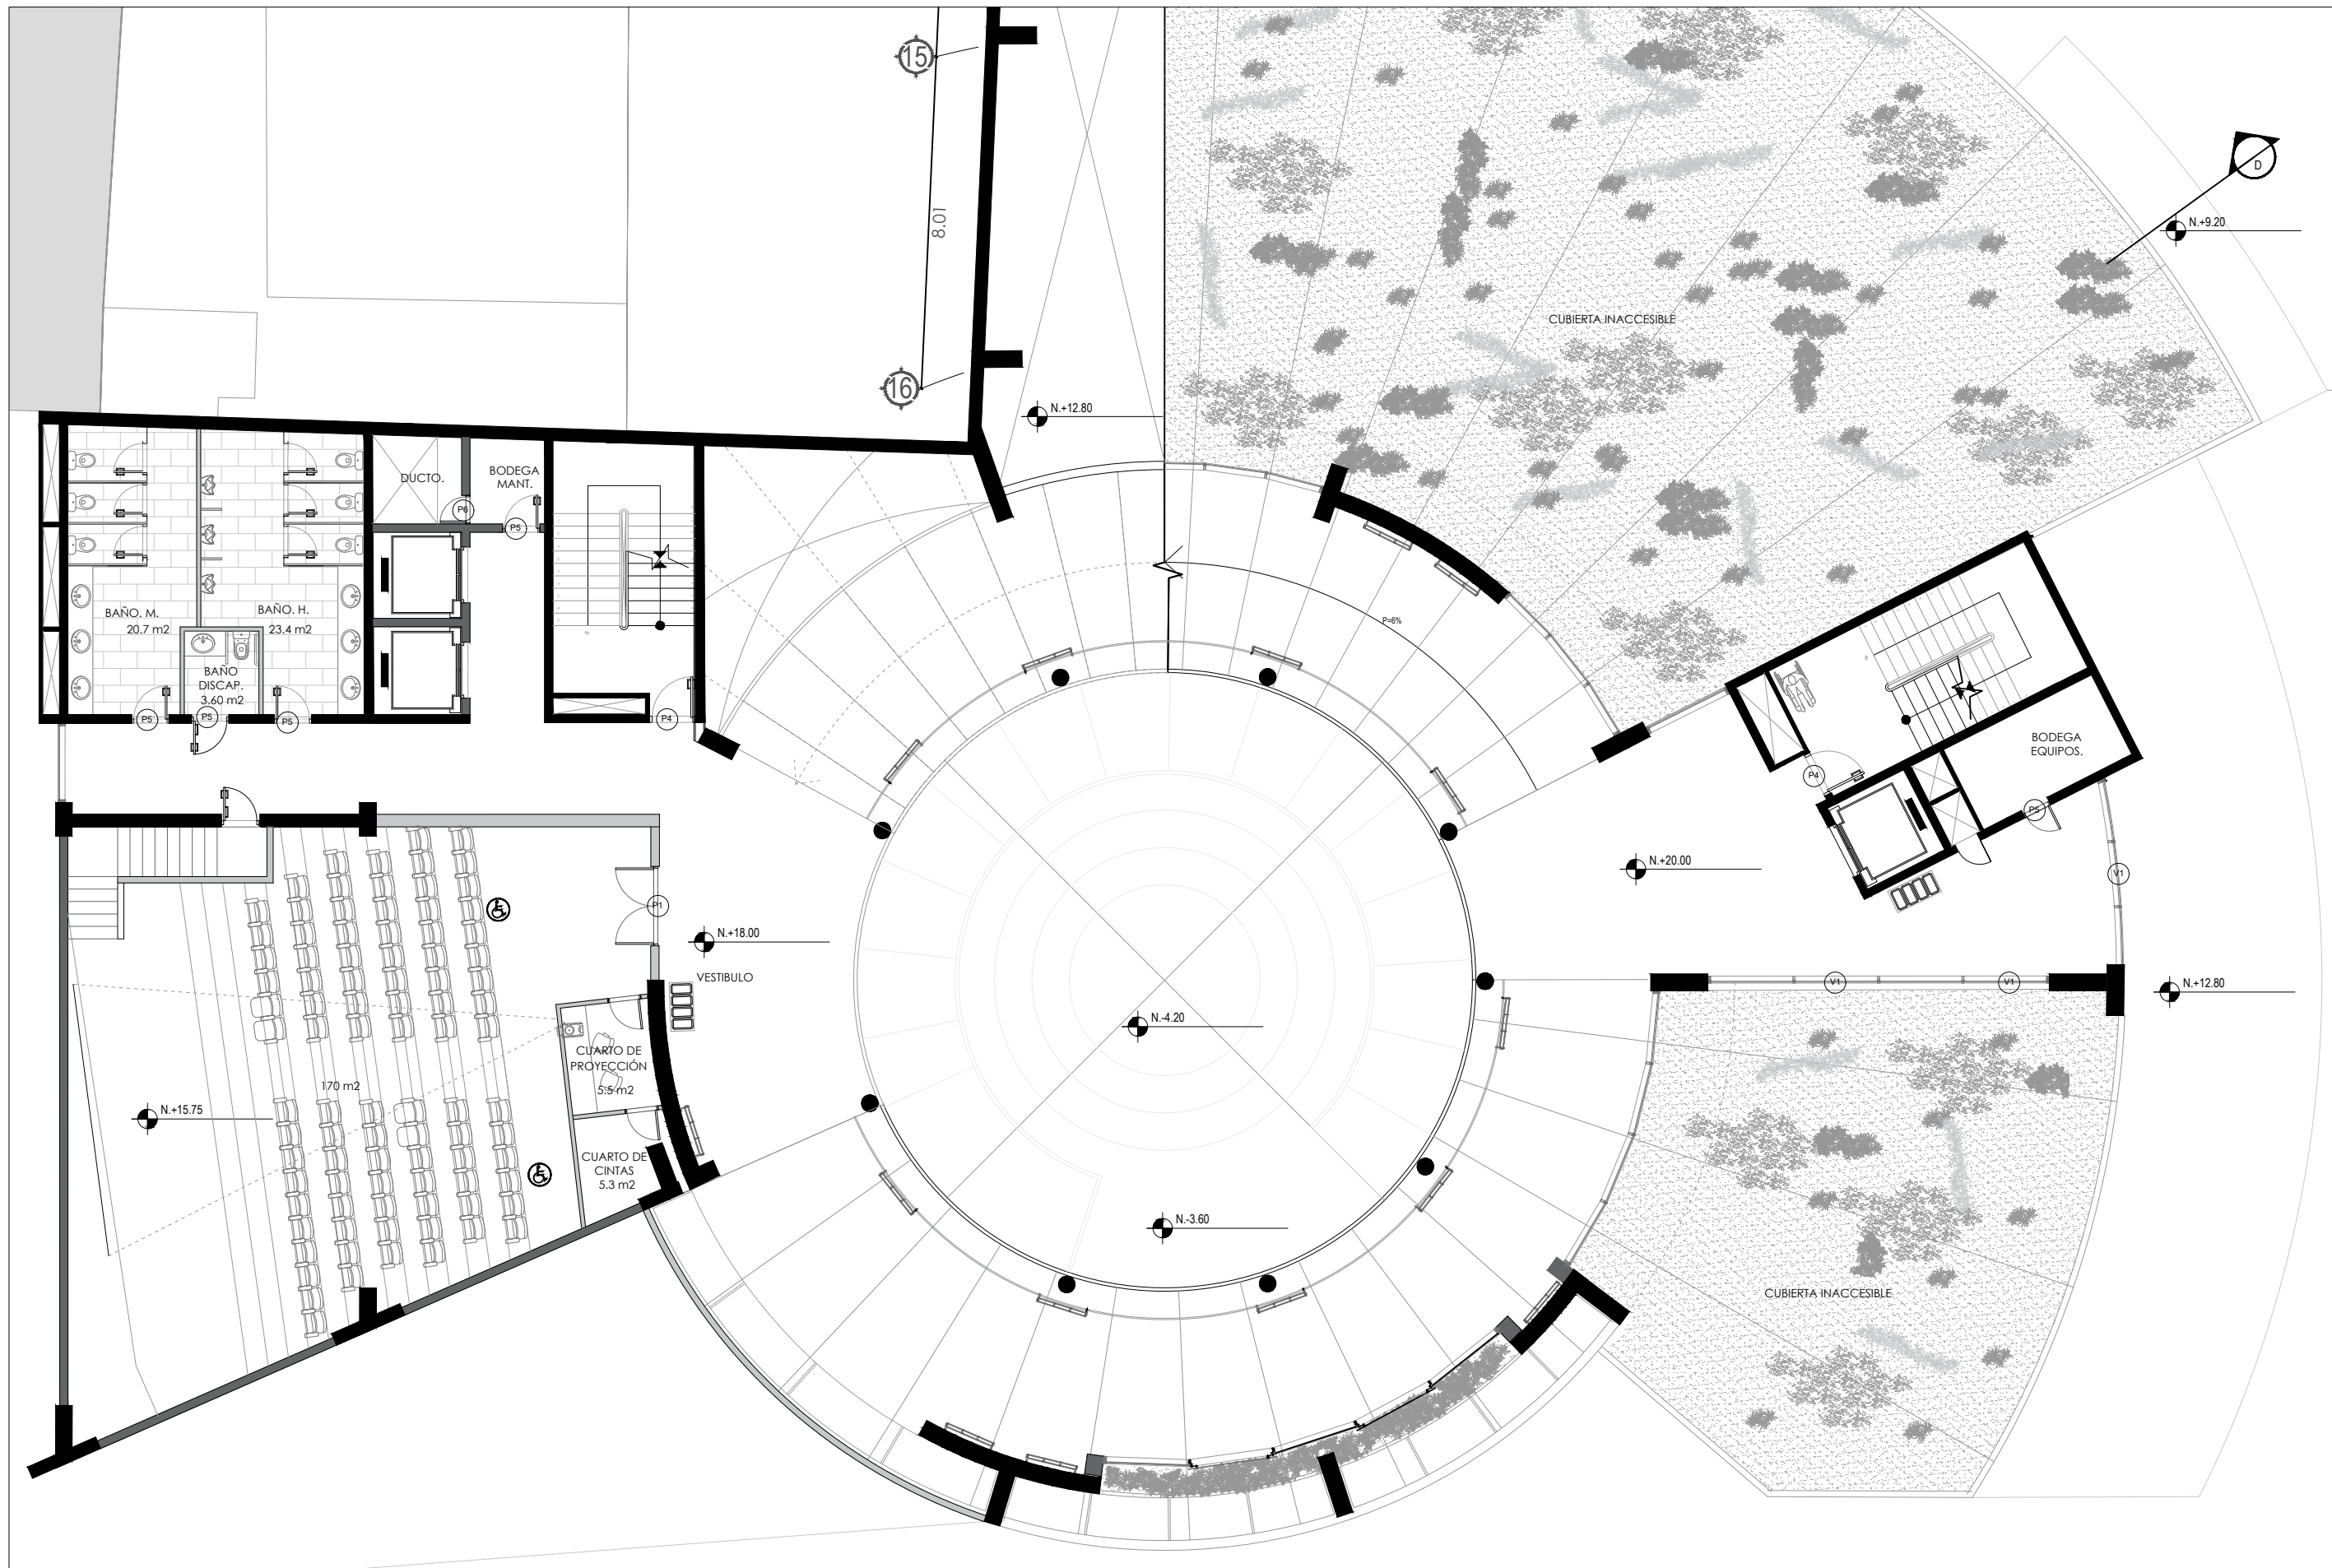 15
D
N.+9.20
8.01
CUBIERTA INACCESIBLE
16
N.+12.80
DUCTO.
BODEGA
MANT.
P6
P5
BAÑO. M.
20.7 m2
BAÑO. H.
23.4 m2
P=6%
BAÑO
DISCAP.
3.60 m2
P5
P5
P5
P4
BODEGA
EQUIPOS.
P4
P5
N.+20.00
V1
P1
N.+18.00
VESTIBULO
V1
V1
N.+12.80
N.-4.20
CUARTO DE
PROYECCIÓN
5.5 m2
170 m2
N.+15.75
CUARTO DE
CINTAS
5.3 m2
N.-3.60
CUBIERTA INACCESIBLE